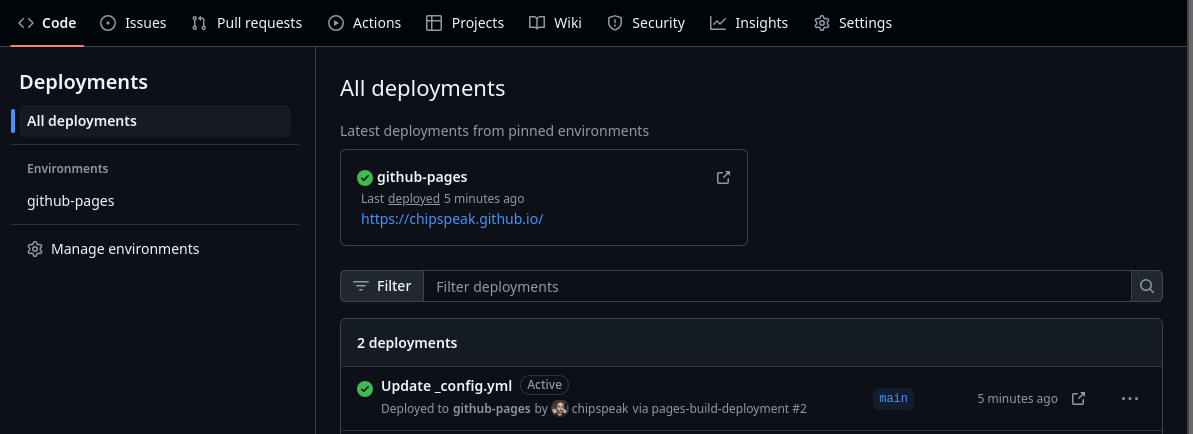 Code Issues Pull requests Actions Projects Wiki Security Insights Settings
Deployments
All deployments
Environments
github-pages
Manage environments
All deployments
Latest deployments from pinned environments
github-pages
Last deployed 5 minutes ago
https://chipspeak.github.io/
Filter Filter deployments
2 deployments
Update _config.yml Active
Deployed to github-pages by chipspeak via pages-build-deployment #2
main
5 minutes ago